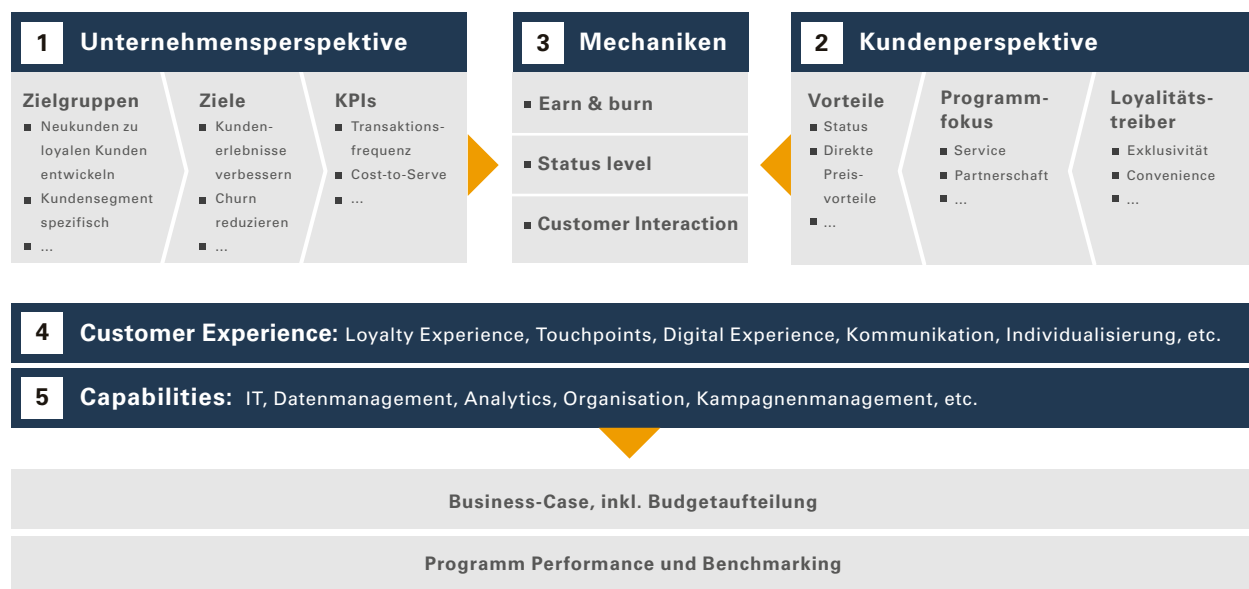 1 Unternehmensperspektive
Zielgruppen
■ Neukunden zu
loyalen Kunden
entwickeln
■ Kundensegment
spezifisch
■ ...
Ziele
■ Kunden-
erlebnisse
verbessern
■ Churn
reduzieren
■ ...
KPIs
■ Transaktions-
frequenz
■ Cost-to-Serve
■ ...
3 Mechaniken
■ Earn & burn
■ Status level
■ Customer Interaction
2 Kundenperspektive
Vorteile
■ Status
■ Direkte
Preis-
vorteile
■ ...
Programm-
fokus
■ Service
■ Partnerschaft
■ ...
Loyalitäts-
treiber
■ Exklusivität
■ Convenience
■ ...
4 Customer Experience: Loyalty Experience, Touchpoints, Digital Experience, Kommunikation, Individualisierung, etc.
5 Capabilities: IT, Datenmanagement, Analytics, Organisation, Kampagnenmanagement, etc.
Business-Case, inkl. Budgetaufteilung
Programm Performance und Benchmarking